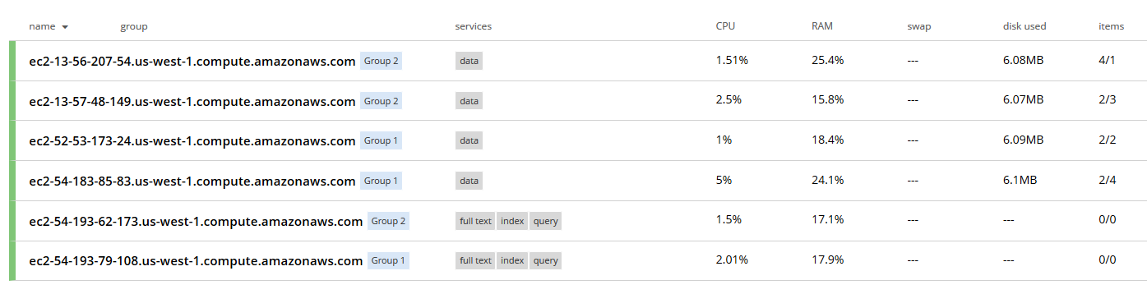 name group services CPU RAM swap disk used items
ec2-13-56-207-54.us-west-1.compute.amazonaws.com Group 2 data 1.51% 25.4% --- 6.08MB 4/1
ec2-13-57-48-149.us-west-1.compute.amazonaws.com Group 2 data 2.5% 15.8% --- 6.07MB 2/3
ec2-52-53-173-24.us-west-1.compute.amazonaws.com Group 1 data 1% 18.4% --- 6.09MB 2/2
ec2-54-183-85-83.us-west-1.compute.amazonaws.com Group 1 data 5% 24.1% --- 6.1MB 2/4
ec2-54-193-62-173.us-west-1.compute.amazonaws.com Group 2 full text index query 1.5% 17.1% --- --- 0/0
ec2-54-193-79-108.us-west-1.compute.amazonaws.com Group 1 full text index query 2.01% 17.9% --- --- 0/0